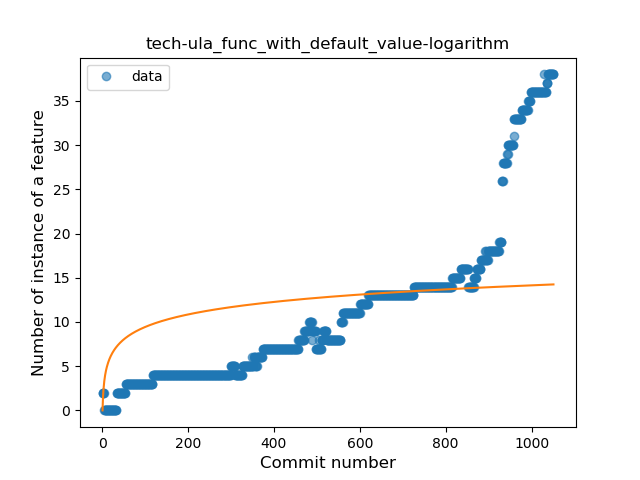 tech-ula_func_with_default_value-logarithm
data
Number of instance of a feature
35
30
25
20
15
10
5
0
0 200 400 600 800 1000
Commit number